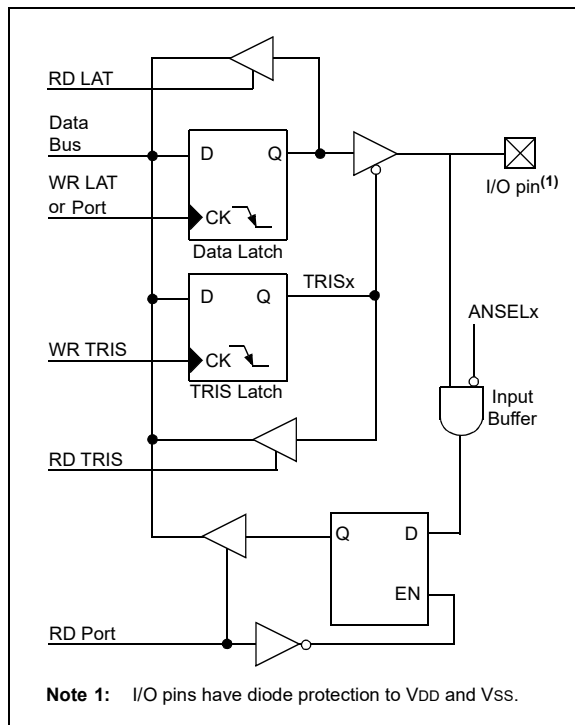 RD LAT
Data
Bus
D Q
WR LAT
or Port
CK
Data Latch
I/O pin(1)
TRISx
D Q
ANSELx
WR TRIS
CK
TRIS Latch
Input
Buffer
RD TRIS
Q D
EN
RD Port
Note 1: I/O pins have diode protection to VDD and VSS.